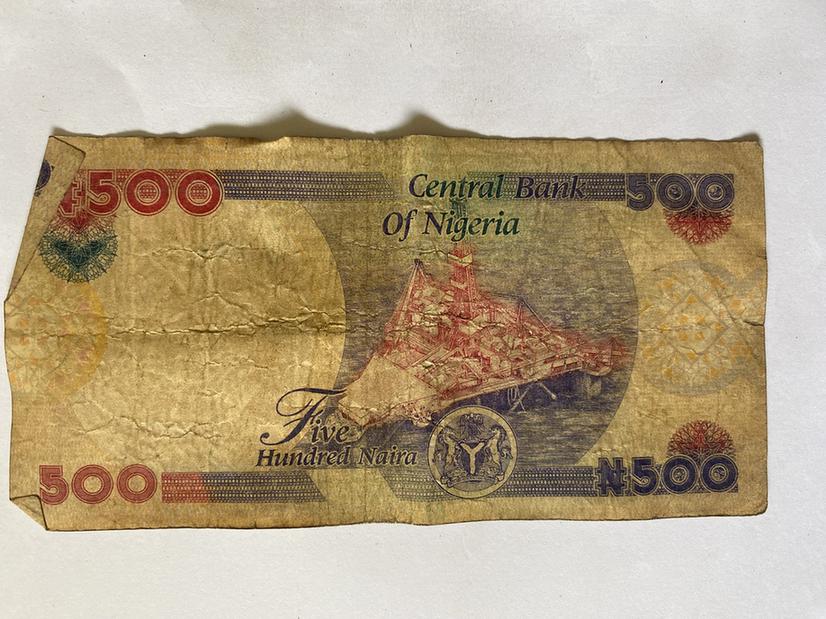 ₦500
Central Bank
Of Nigeria
500
Five
Hundred Naira
500
₦500